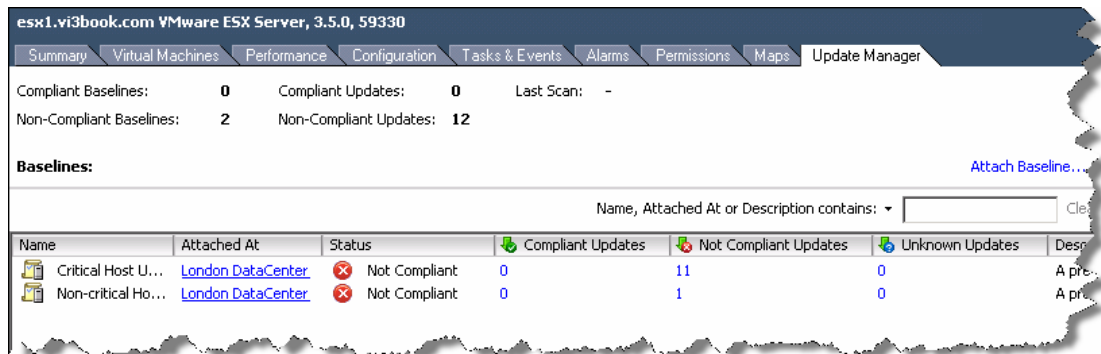 esx1.vi3book.com VMware ESX Server, 3.5.0, 59330
Summary Virtual Machines Performance Configuration Tasks & Events Alarms Permissions Maps Update Manager
Compliant Baselines: 0 Compliant Updates: 0 Last Scan: -
Non-Compliant Baselines: 2 Non-Compliant Updates: 12
Baselines: Attach Baseline...
Name, Attached At or Description contains: Clea
Name Attached At Status Compliant Updates Not Compliant Updates Unknown Updates Desc
Critical Host U... London DataCenter Not Compliant 0 11 0 A pre
Non-critical Ho... London DataCenter Not Compliant 0 1 0 A pre